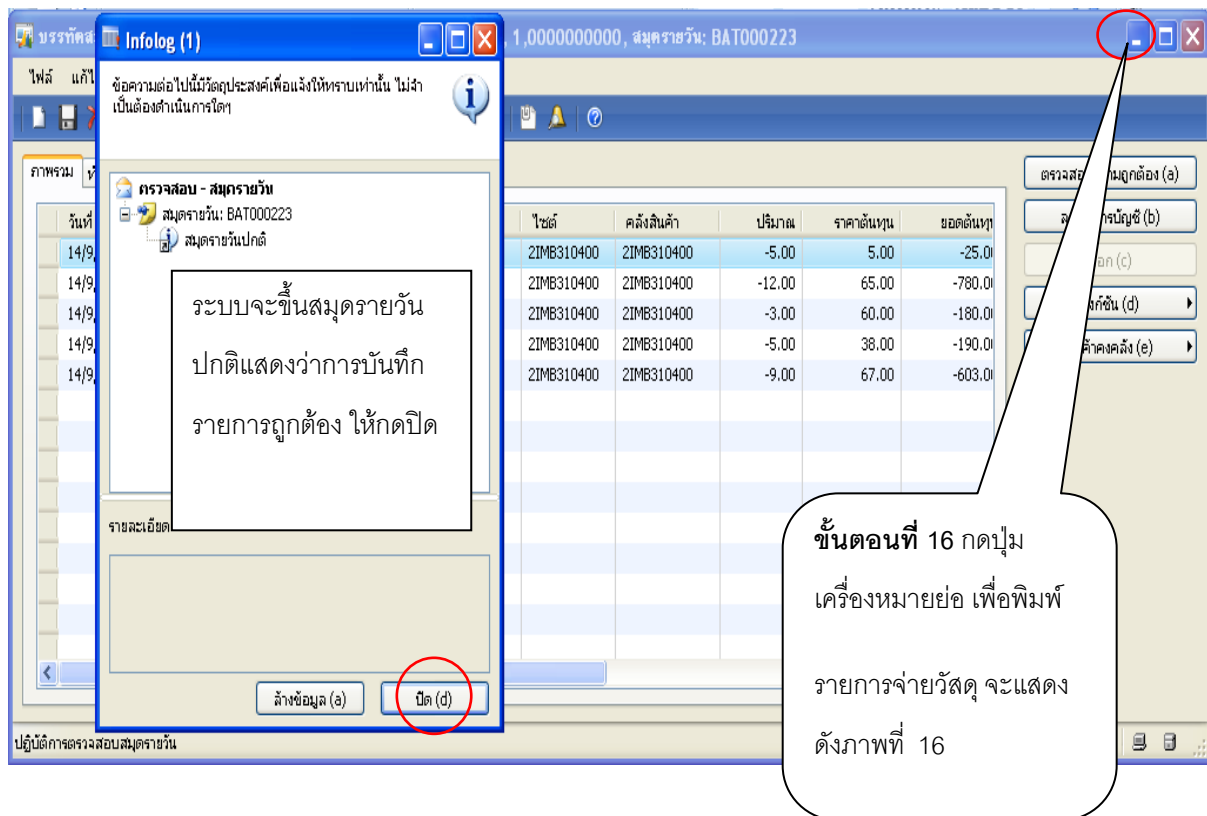 บรรทัดส
, 1,0000000000, สมุดรายวัน: BAT000223
Infolog (1)
ไฟล์ แก้ไ
ข้อความต่อไปนี้มีวัตถุประสงค์เพื่อแจ้งให้ทราบเท่านั้น ไม่จำ
เป็นต้องดำเนินการใดๆ
ภาพรวม
ตรวจสอบ - สมุดรายวัน
สมุดรายวัน: BAT000223
สมุดรายวันปกติ
ระบบจะขึ้นสมุดรายวัน
ปกติแสดงว่าการบันทึก
รายการถูกต้อง ให้กดปิด
รายละเอียด
ล้างข้อมูล (a) ปิด (d)
วันที่ ไซต์ คลังสินค้า ปริมาณ ราคาต้นทุน ยอดต้นทุ
14/9, 2IMB310400 2IMB310400 -5.00 5.00 -25.0
14/9, 2IMB310400 2IMB310400 -12.00 65.00 -780.0
14/9, 2IMB310400 2IMB310400 -3.00 60.00 -180.0
14/9, 2IMB310400 2IMB310400 -5.00 38.00 -190.0
14/9, 2IMB310400 2IMB310400 -9.00 67.00 -603.0
ตรวจสอ มถูกต้อง (a)
ล รบัญชี (b)
อก (c)
งก์ชัน (d)
ค้าคงคลัง (e)
ขั้นตอนที่ 16 กดปุ่ม
เครื่องหมายย่อ เพื่อพิมพ์
รายการจ่ายวัสดุ จะแสดง
ดังภาพที่ 16
ปฏิบัติการตรวจสอบสมุดรายวัน